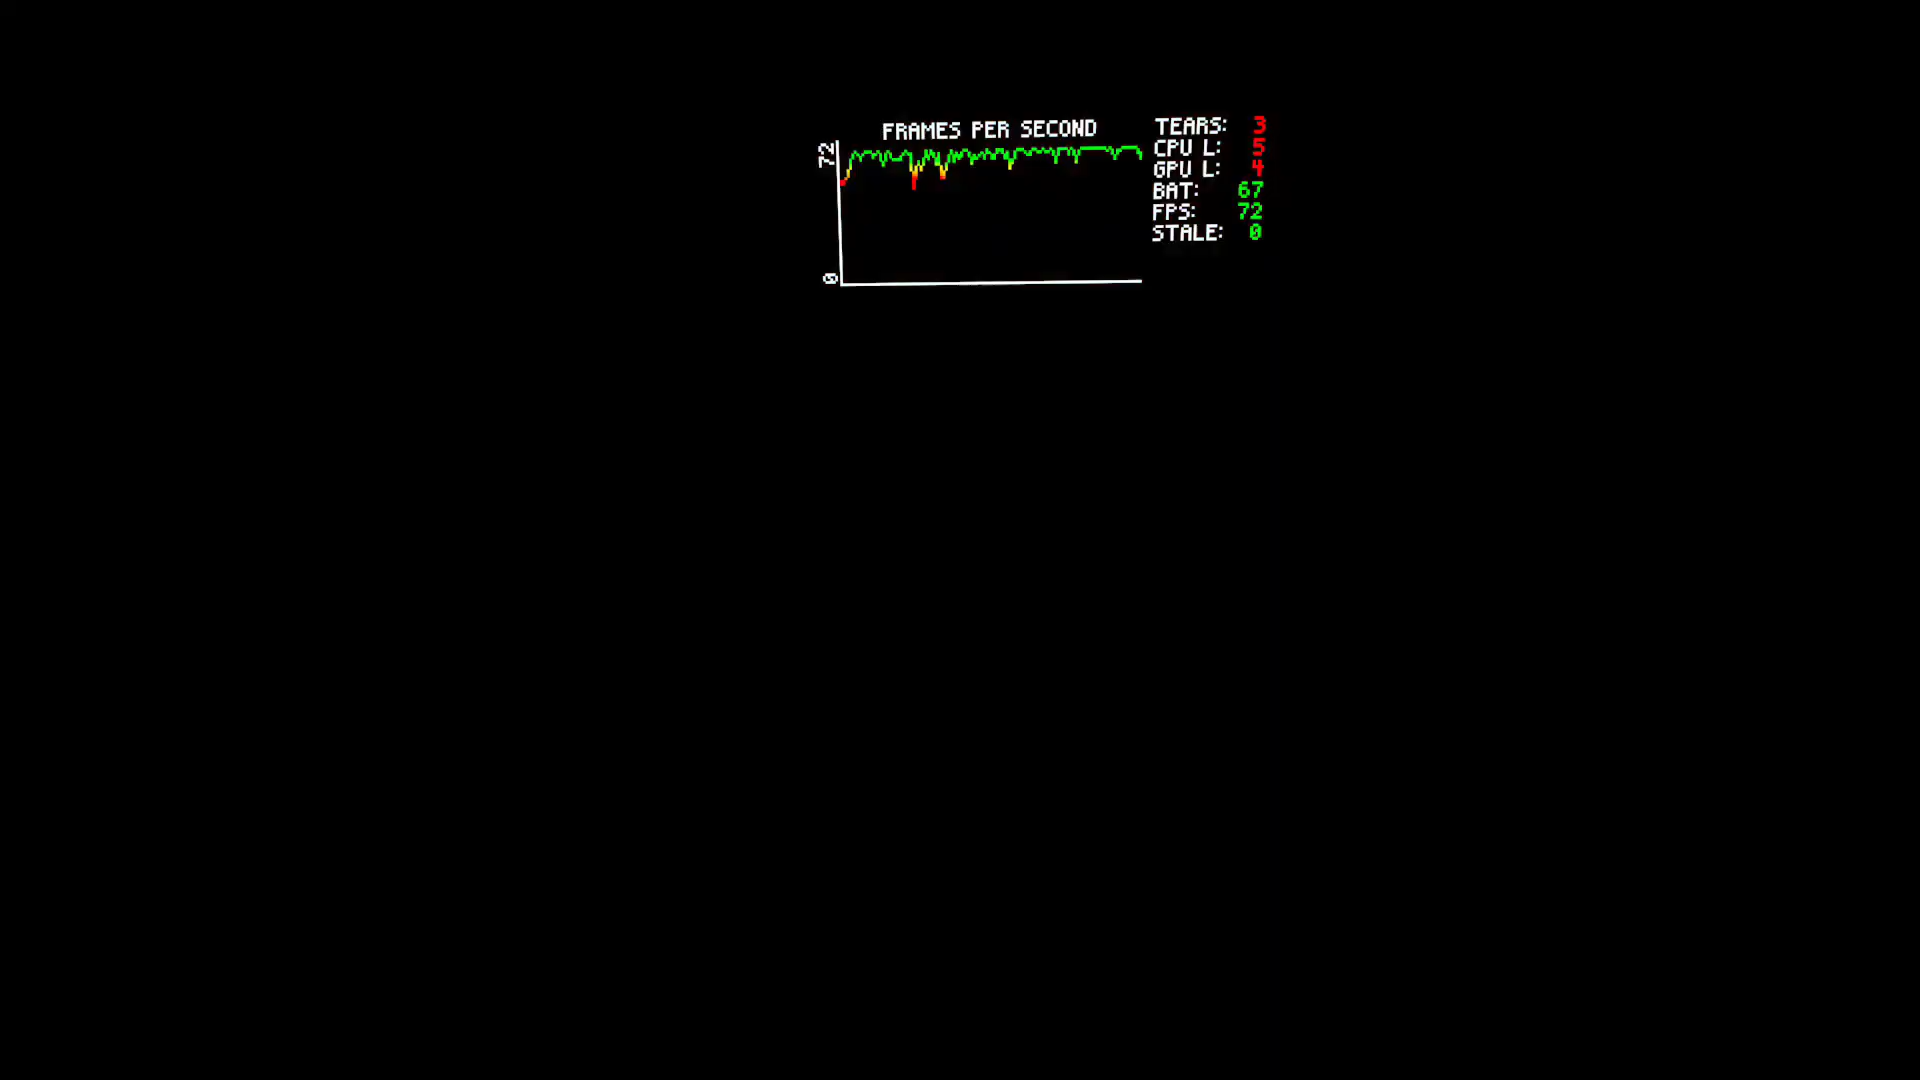 FRAMES PER SECOND
72
0
TEARS: 3
CPU L: 5
GPU L: 4
BAT: 67
FPS: 72
STALE: 0